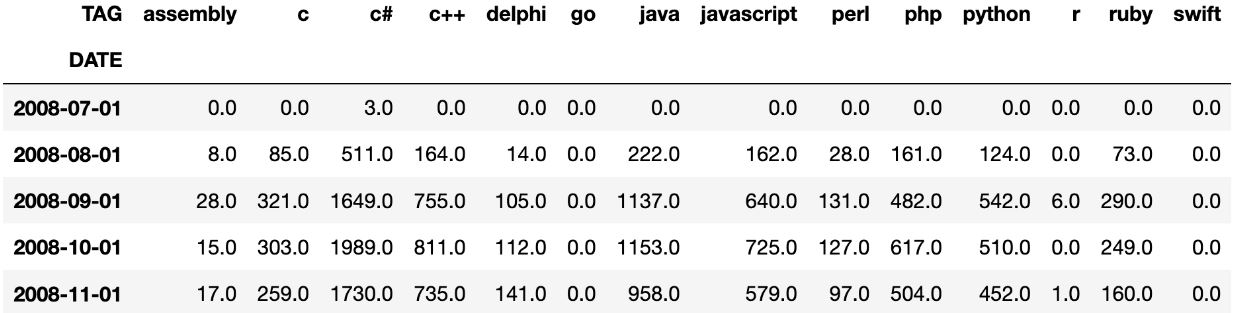 TAG assembly c c# c++ delphi go java javascript perl php python r ruby swift
DATE
2008-07-01 0.0 0.0 3.0 0.0 0.0 0.0 0.0 0.0 0.0 0.0 0.0 0.0 0.0 0.0
2008-08-01 8.0 85.0 511.0 164.0 14.0 0.0 222.0 162.0 28.0 161.0 124.0 0.0 73.0 0.0
2008-09-01 28.0 321.0 1649.0 755.0 105.0 0.0 1137.0 640.0 131.0 482.0 542.0 6.0 290.0 0.0
2008-10-01 15.0 303.0 1989.0 811.0 112.0 0.0 1153.0 725.0 127.0 617.0 510.0 0.0 249.0 0.0
2008-11-01 17.0 259.0 1730.0 735.0 141.0 0.0 958.0 579.0 97.0 504.0 452.0 1.0 160.0 0.0